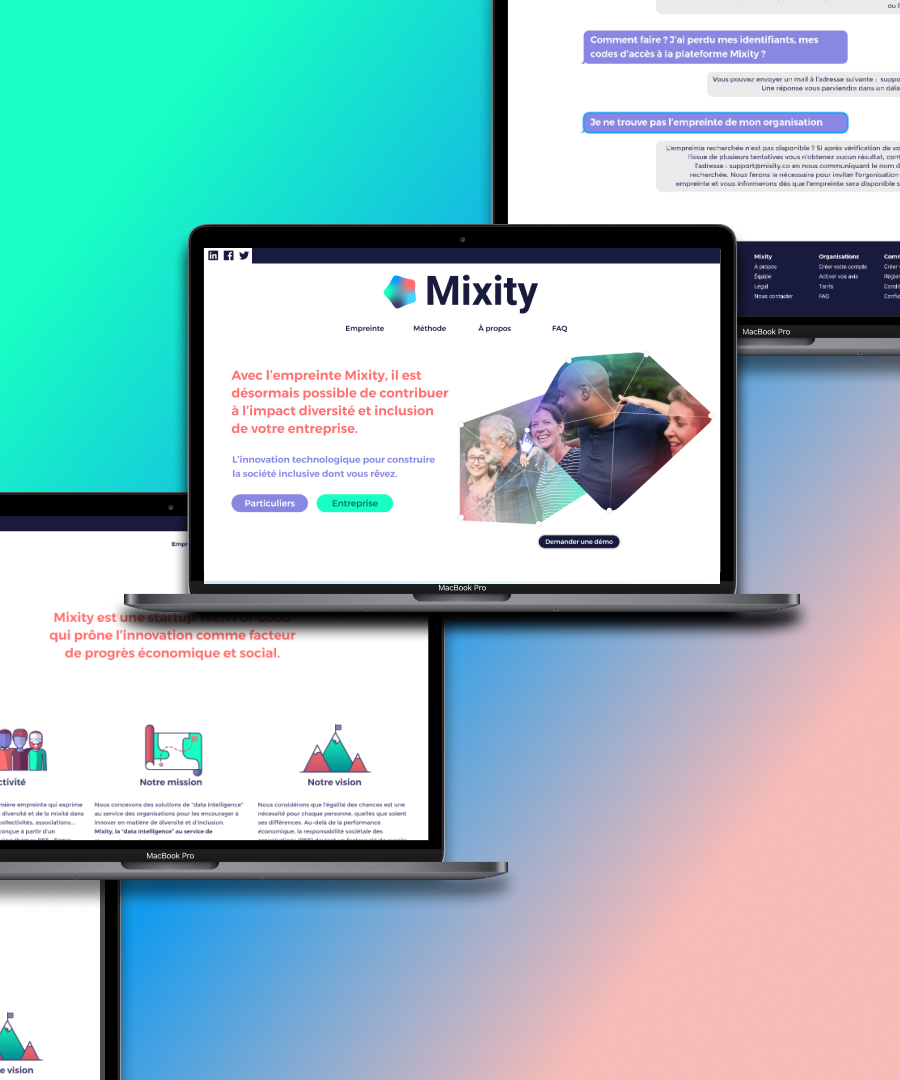 ou l'
Comment faire ? J'ai perdu mes identifiants, mes
codes d'accès à la plateforme Mixity ?
Vous pouvez envoyer un mail à l'adresse suivante : suppo
Une réponse vous parviendra dans un déla
Je ne trouve pas l'empreinte de mon organisation
L'empreinte recherchée n'est pas disponible ? Si après vérification de vo
l'issue de plusieurs tentatives vous n'obtenez aucun résultat, cont
l'adresse : support@mixity.co en nous communiquant le nom d
recherchée. Nous ferons le nécessaire pour inviter l'organisation
empreinte et vous informerons dès que l'empreinte sera disponible s
Mixity Organisations Comm
À propos Créer votre compte Créer
Équipe Activer vos avis Régle
Légal Tarifs Condi
Nous contacter FAQ Confid
MacBook Pro
in f
Mixity
Empreinte Méthode À propos FAQ
Avec l'empreinte Mixity, il est
désormais possible de contribuer
à l'impact diversité et inclusion
de votre entreprise.
L'innovation technologique pour construire
la société inclusive dont vous rêvez.
Particuliers Entreprise
Demander une démo
MacBook Pro
Empr
Mixity est une startup Tech For Good
qui prône l'innovation comme facteur
de progrès économique et social.
ctivité Notre mission Notre vision
mière empreinte qui exprime
diversité et de la mixité dans
collectivités, associations...
conçue à partir d'un
Nous concevons des solutions de "data intelligence"
au service des organisations pour les encourager à
innover en matière de diversité et d'inclusion.
Mixity, la "data intelligence" au service de
Nous considérons que l'égalité des chances est une
nécessité pour chaque personne, quelles que soient
ses différences. Au-delà de la performance
économique, la responsabilité sociétale des
MacBook Pro
e vision